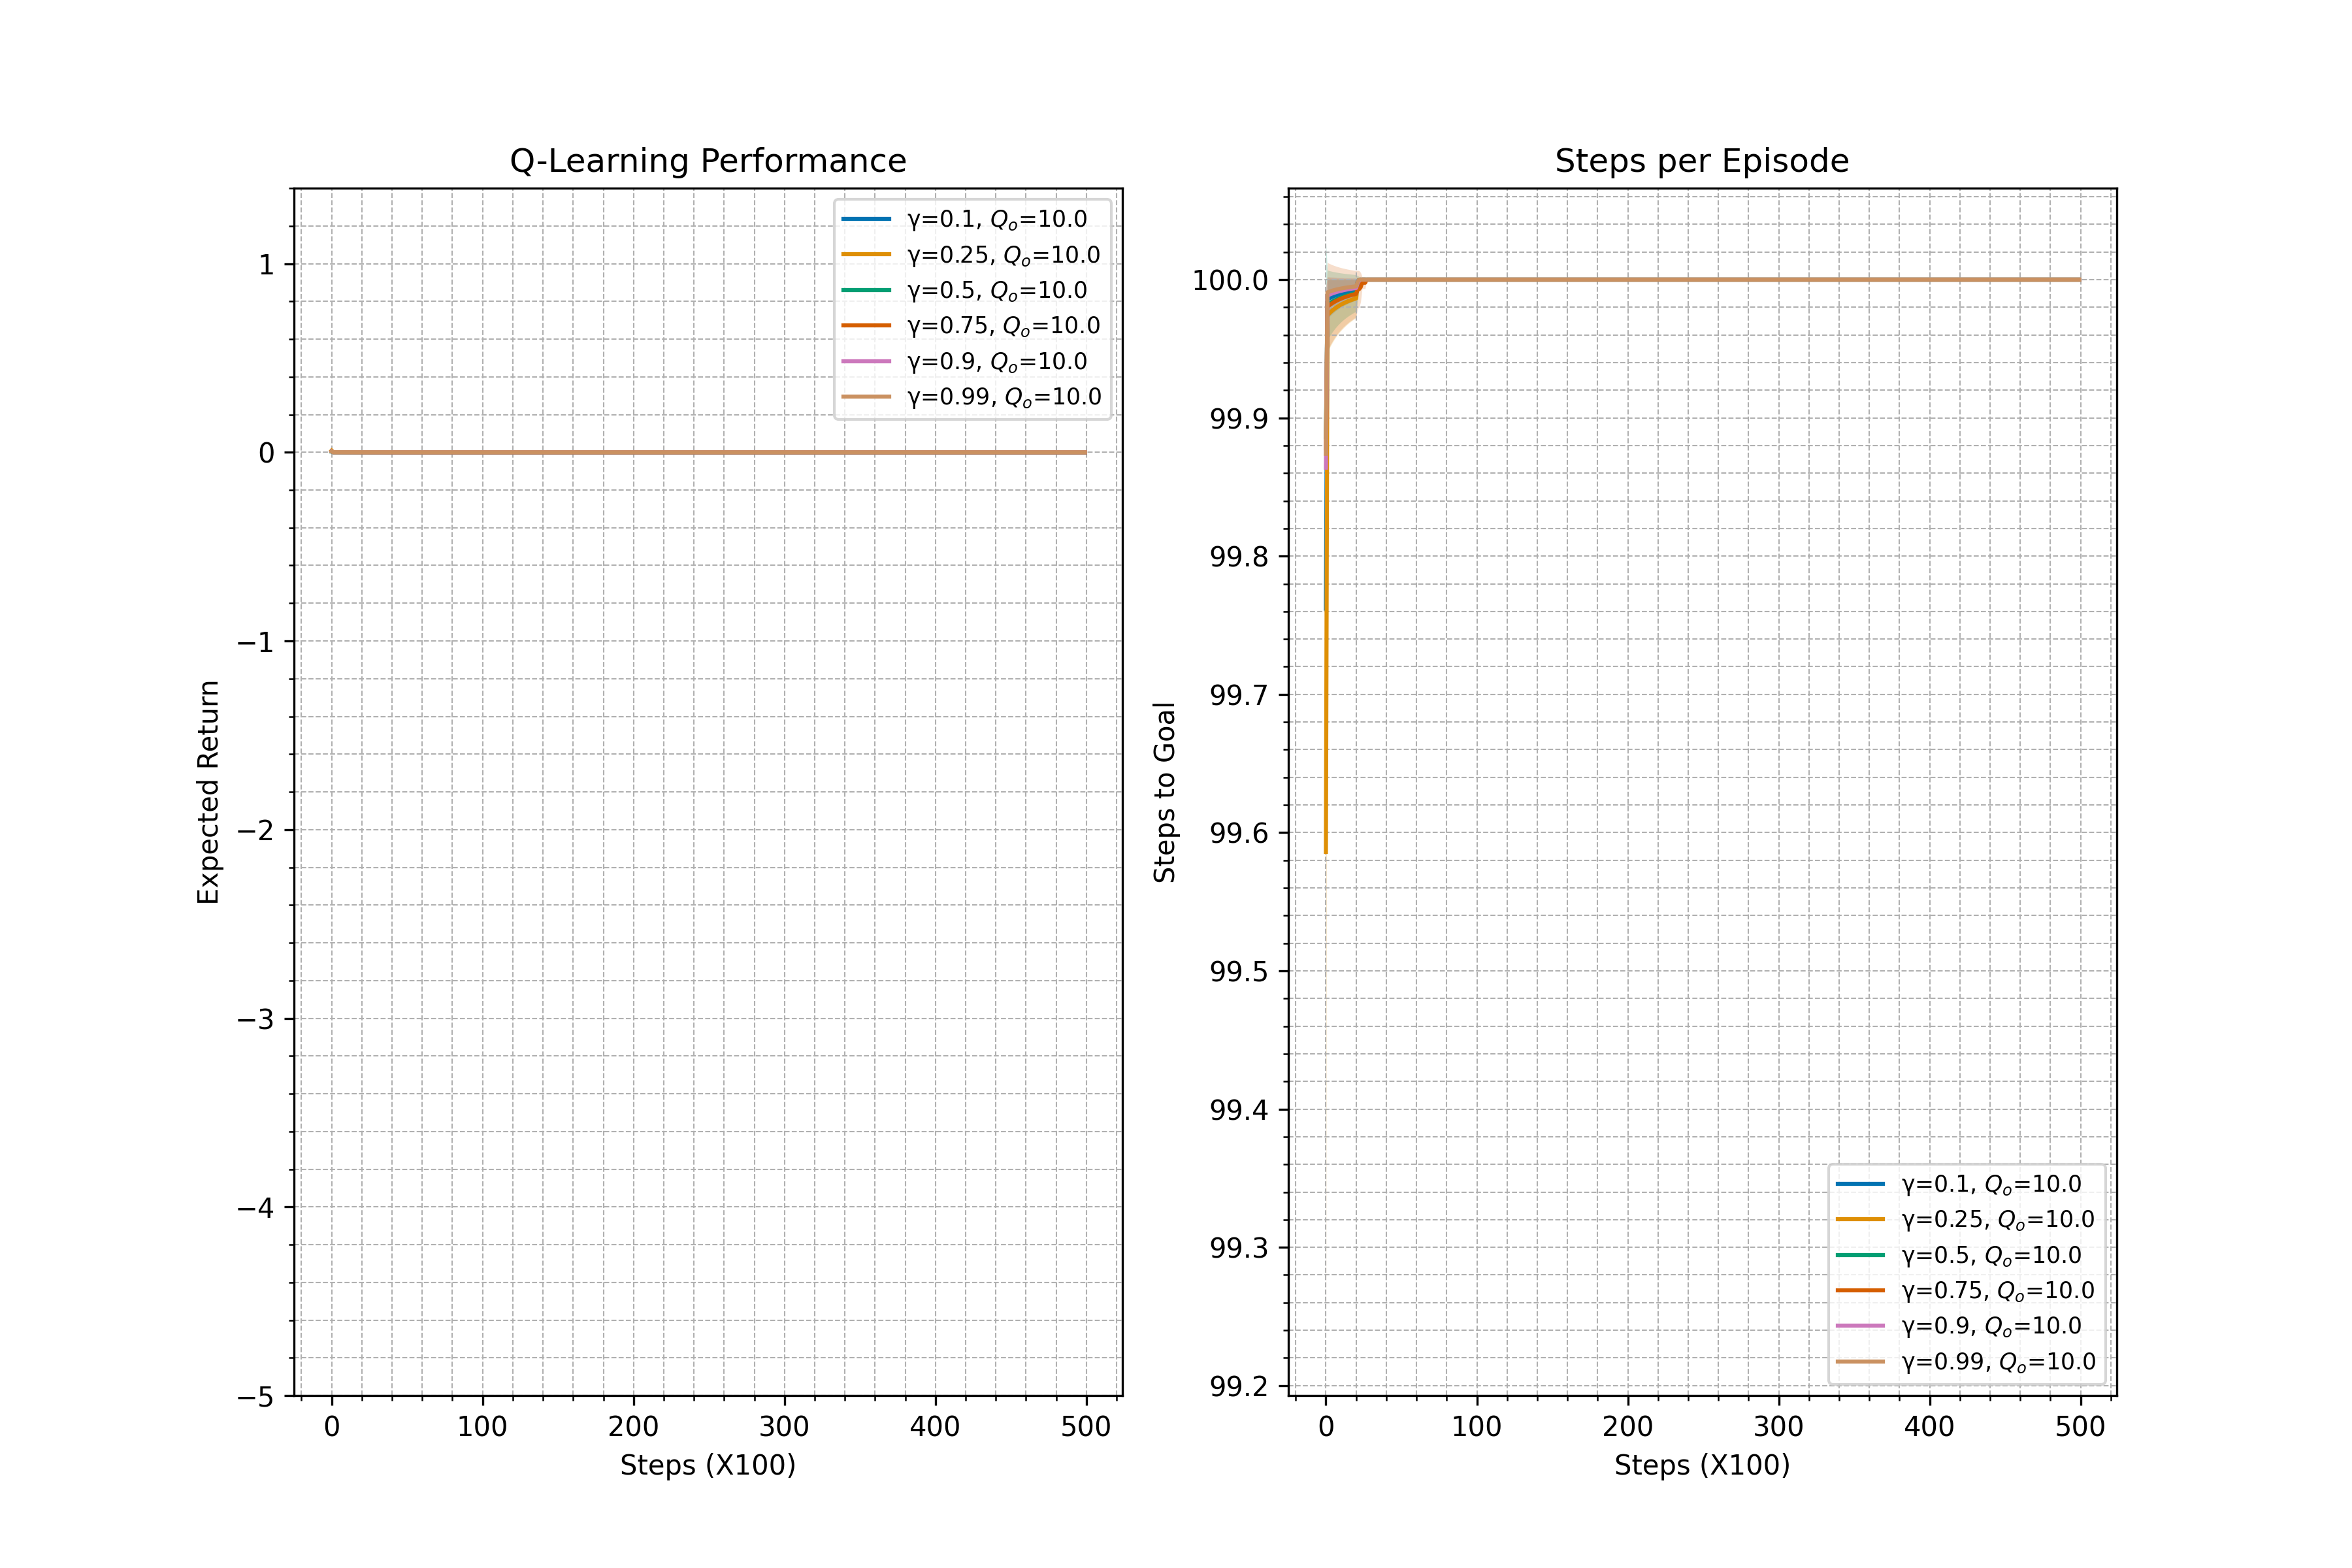 Q-Learning Performance
γ=0.1, Qₒ=10.0
γ=0.25, Qₒ=10.0
γ=0.5, Qₒ=10.0
γ=0.75, Qₒ=10.0
γ=0.9, Qₒ=10.0
γ=0.99, Qₒ=10.0
1
0
−1
−2
−3
−4
−5
Expected Return
0 100 200 300 400 500
Steps (X100)
Steps per Episode
100.0
99.9
99.8
99.7
99.6
99.5
99.4
99.3
99.2
Steps to Goal
γ=0.1, Qₒ=10.0
γ=0.25, Qₒ=10.0
γ=0.5, Qₒ=10.0
γ=0.75, Qₒ=10.0
γ=0.9, Qₒ=10.0
γ=0.99, Qₒ=10.0
0 100 200 300 400 500
Steps (X100)